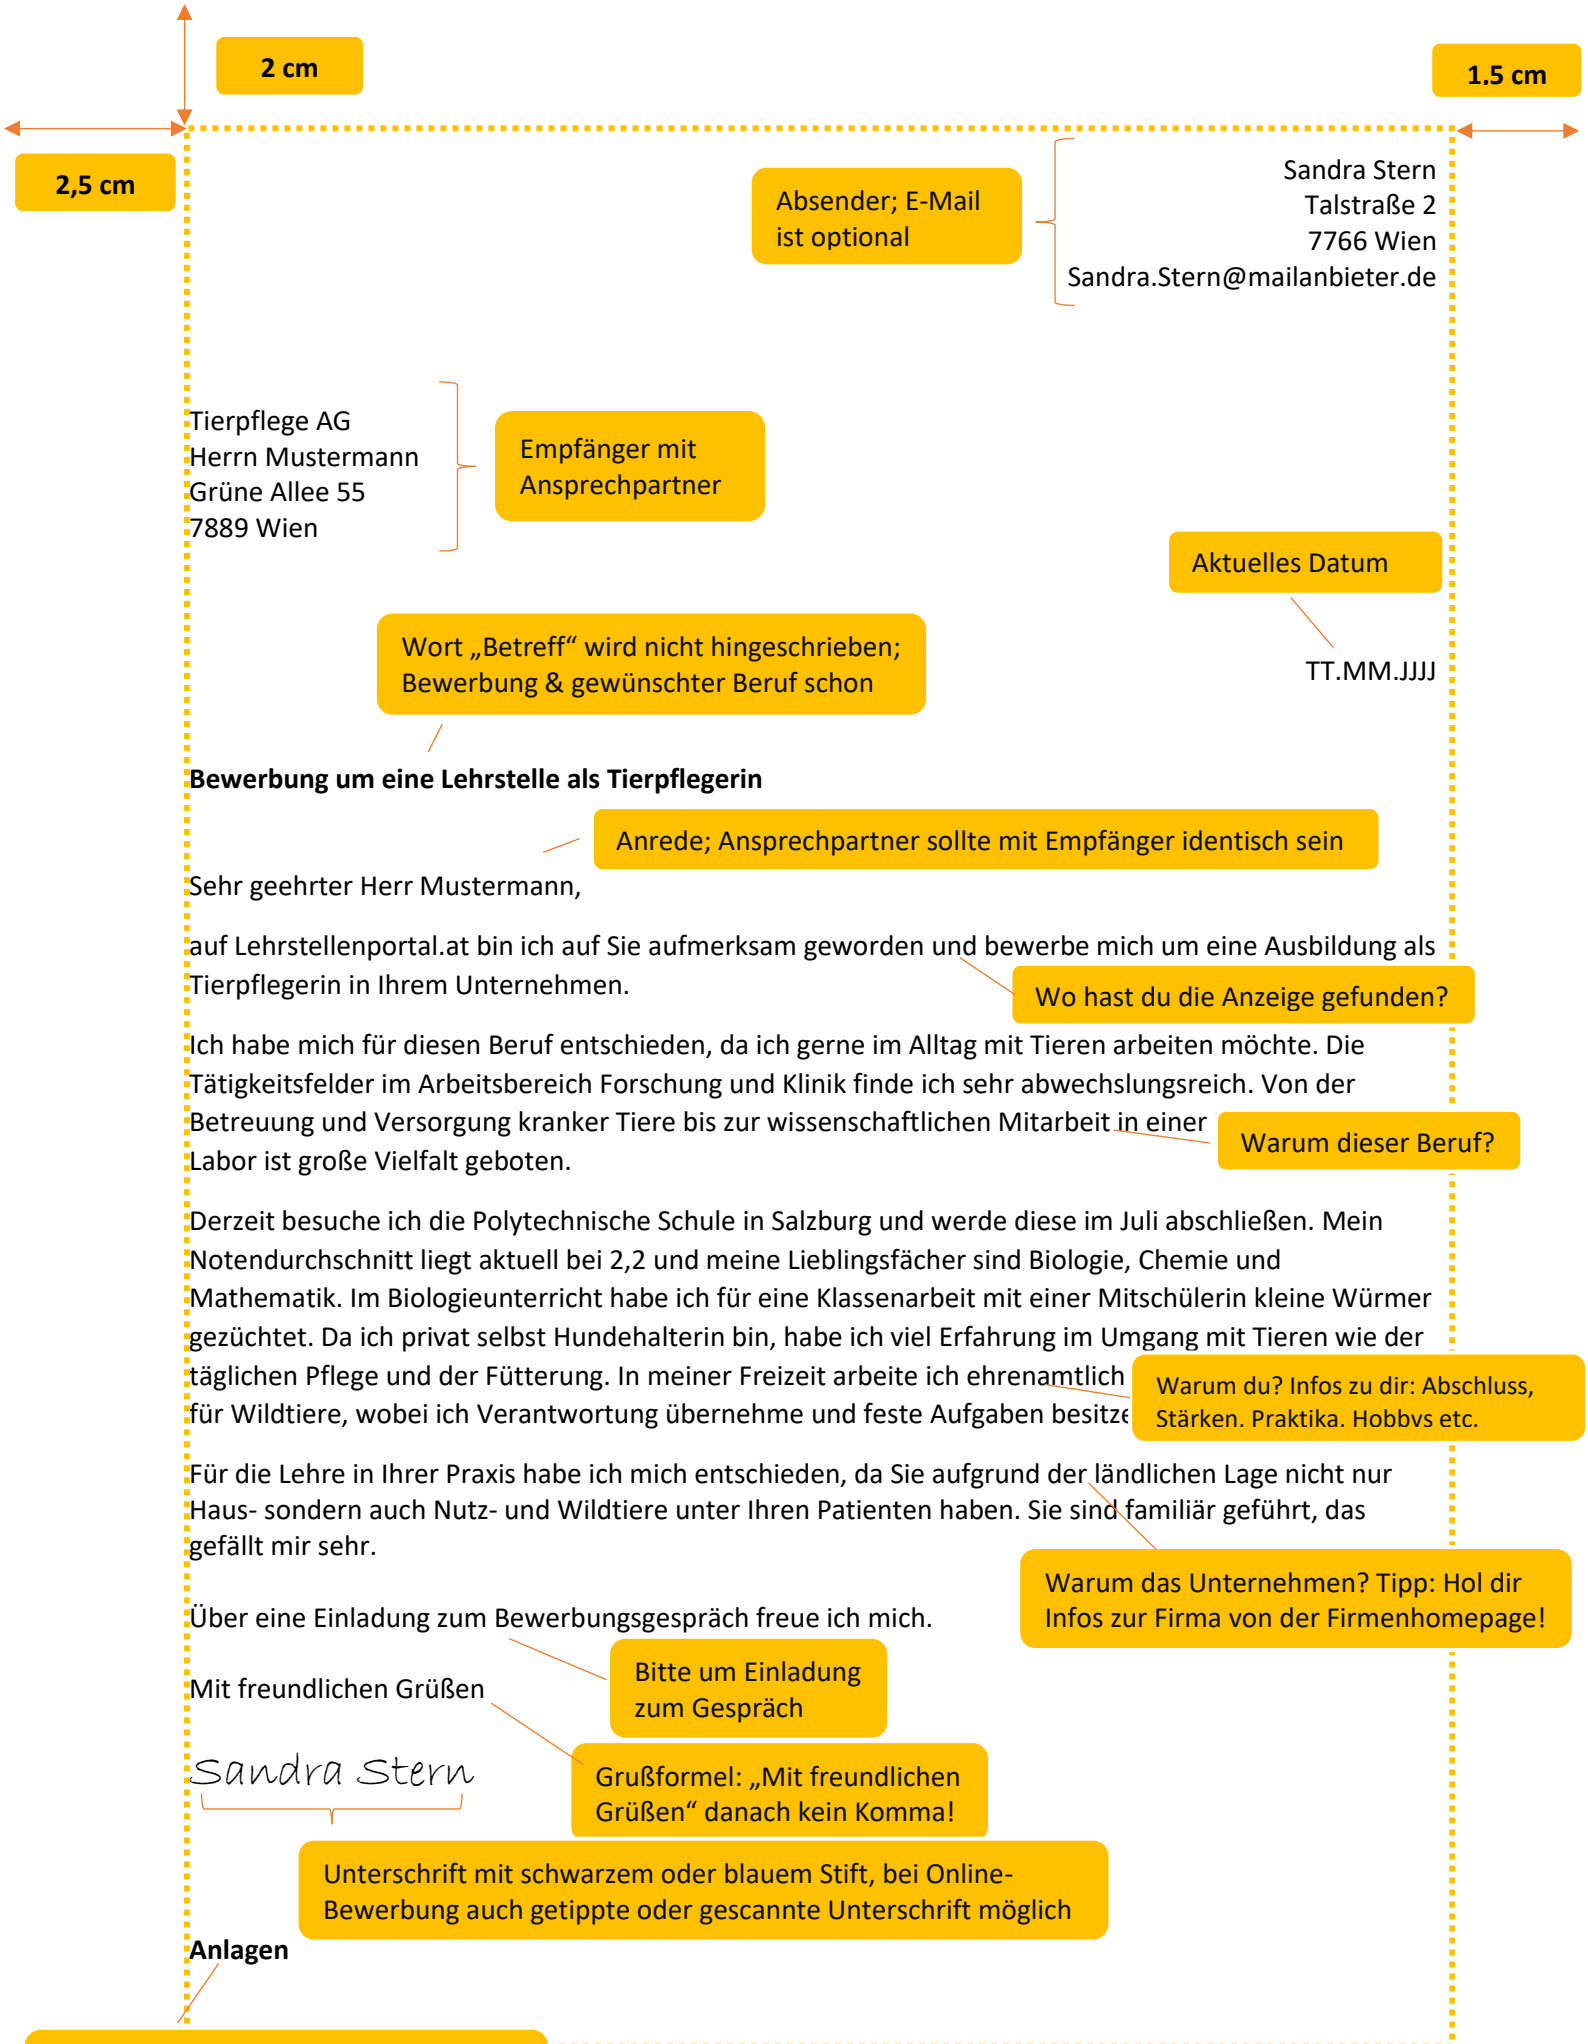 2 cm
1,5 cm
2,5 cm
Absender; E-Mail
ist optional
Sandra Stern
Talstraße 2
7766 Wien
Sandra.Stern@mailanbieter.de
Tierpflege AG
Herrn Mustermann
Grüne Allee 55
7889 Wien
Empfänger mit
Ansprechpartner
Aktuelles Datum
TT.MM.JJJJ
Wort „Betreff“ wird nicht hingeschrieben;
Bewerbung & gewünschter Beruf schon
Bewerbung um eine Lehrstelle als Tierpflegerin
Anrede; Ansprechpartner sollte mit Empfänger identisch sein
Sehr geehrter Herr Mustermann,
auf Lehrstellenportal.at bin ich auf Sie aufmerksam geworden und bewerbe mich um eine Ausbildung als
Tierpflegerin in Ihrem Unternehmen.
Wo hast du die Anzeige gefunden?
Ich habe mich für diesen Beruf entschieden, da ich gerne im Alltag mit Tieren arbeiten möchte. Die
Tätigkeitsfelder im Arbeitsbereich Forschung und Klinik finde ich sehr abwechslungsreich. Von der
Betreuung und Versorgung kranker Tiere bis zur wissenschaftlichen Mitarbeit in einer
Labor ist große Vielfalt geboten.
Warum dieser Beruf?
Derzeit besuche ich die Polytechnische Schule in Salzburg und werde diese im Juli abschließen. Mein
Notendurchschnitt liegt aktuell bei 2,2 und meine Lieblingsfächer sind Biologie, Chemie und
Mathematik. Im Biologieunterricht habe ich für eine Klassenarbeit mit einer Mitschülerin kleine Würmer
gezüchtet. Da ich privat selbst Hundehalterin bin, habe ich viel Erfahrung im Umgang mit Tieren wie der
täglichen Pflege und der Fütterung. In meiner Freizeit arbeite ich ehrenamtlich
für Wildtiere, wobei ich Verantwortung übernehme und feste Aufgaben besitze
Warum du? Infos zu dir: Abschluss,
Stärken, Praktika, Hobbys etc.
Für die Lehre in Ihrer Praxis habe ich mich entschieden, da Sie aufgrund der ländlichen Lage nicht nur
Haus- sondern auch Nutz- und Wildtiere unter Ihren Patienten haben. Sie sind familiär geführt, das
gefällt mir sehr.
Warum das Unternehmen? Tipp: Hol dir
Infos zur Firma von der Firmenhomepage!
Über eine Einladung zum Bewerbungsgespräch freue ich mich.
Bitte um Einladung
zum Gespräch
Mit freundlichen Grüßen
Sandra Stern
Grußformel: „Mit freundlichen
Grüßen“ danach kein Komma!
Unterschrift mit schwarzem oder blauem Stift, bei Online-
Bewerbung auch getippte oder gescannte Unterschrift möglich
Anlagen